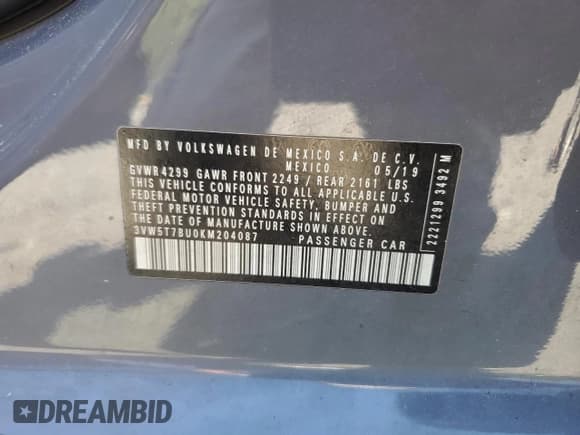 MFD BY VOLKSWAGEN DE MEXICO S.A. DE C.V.
MEXICO 05/19
GVWR 4299 GAWR FRONT 2249 / REAR 2161 LBS
THIS VEHICLE CONFORMS TO ALL APPLICABLE U.S.
FEDERAL MOTOR VEHICLE SAFETY, BUMPER AND
THEFT PREVENTION STANDARDS IN EFFECT ON
THE DATE OF MANUFACTURE SHOWN ABOVE.
3VW5T7BU0KM204087 PASSENGER CAR
2221299 3492 M
DREAMBID